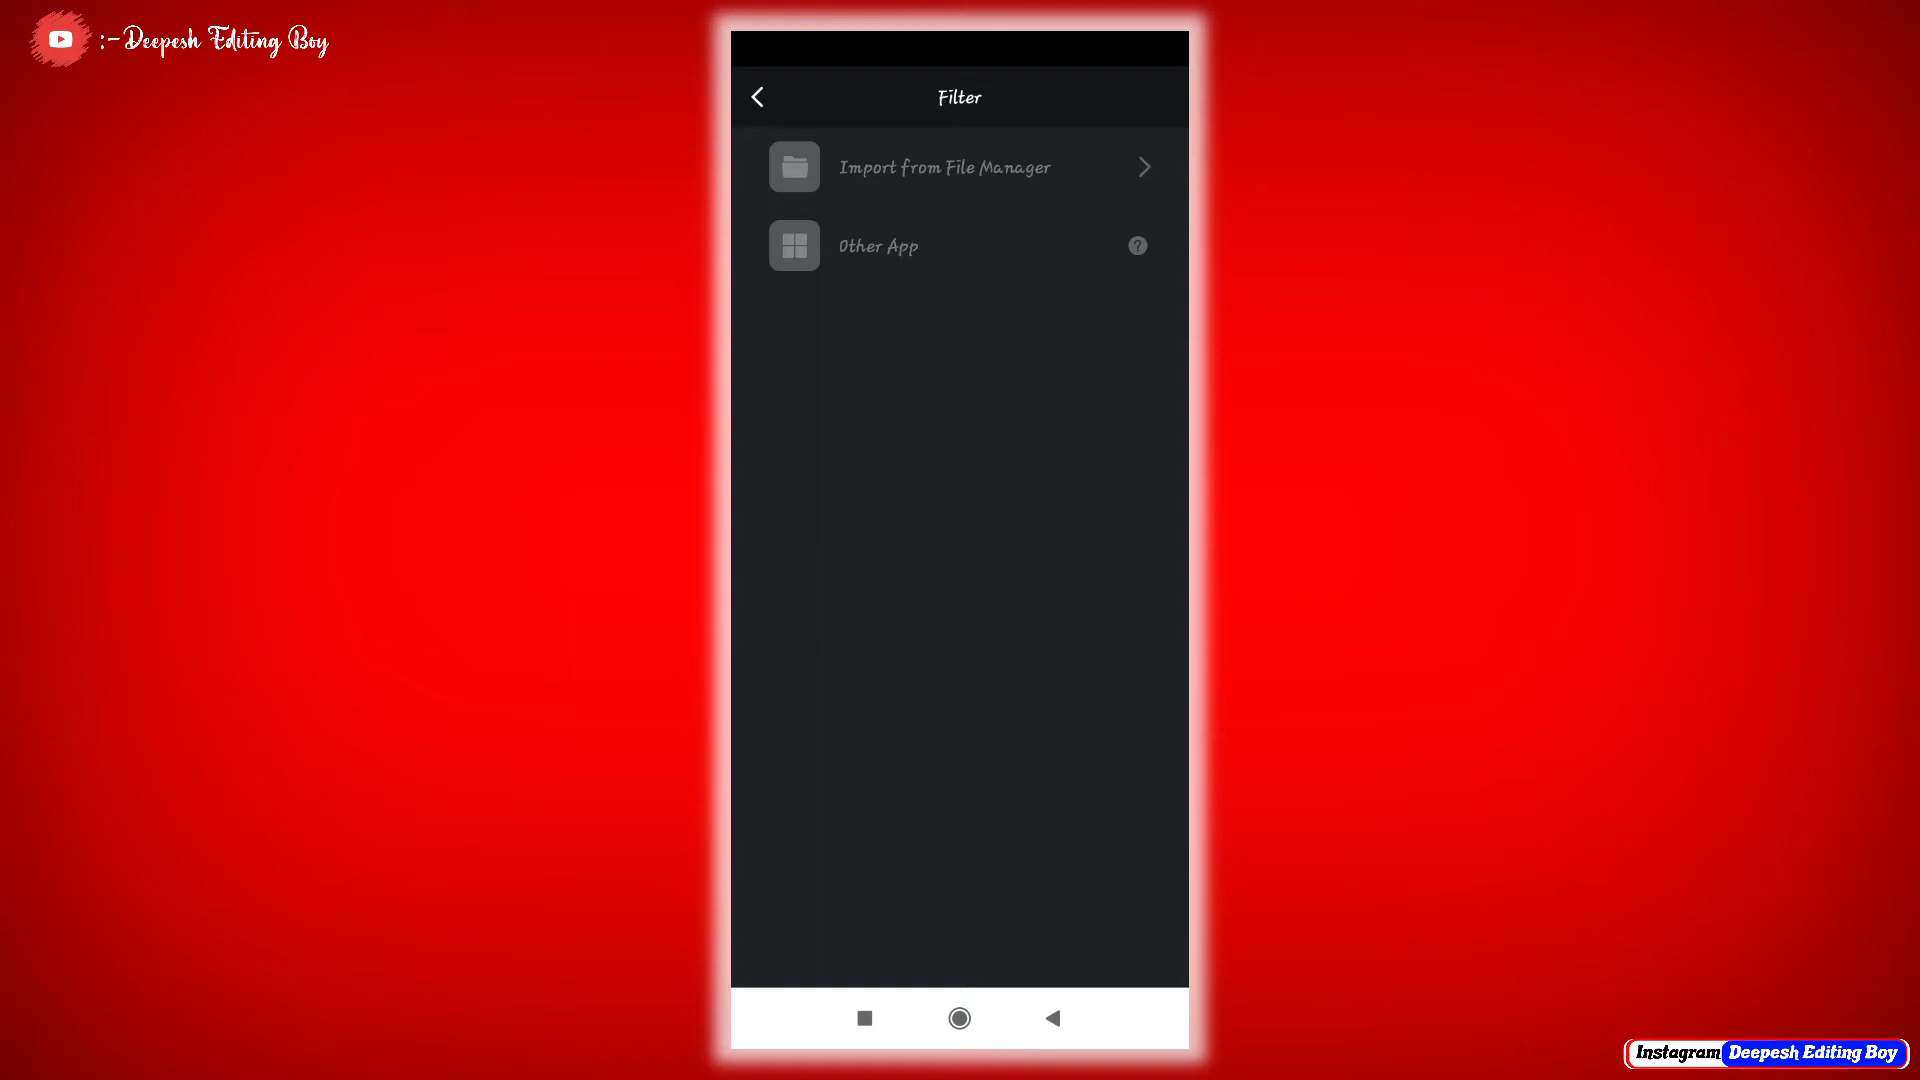 :-Deepesh Editing Boy
Filter
Import from File Manager
Other App
?
Instagram Deepesh Editing Boy